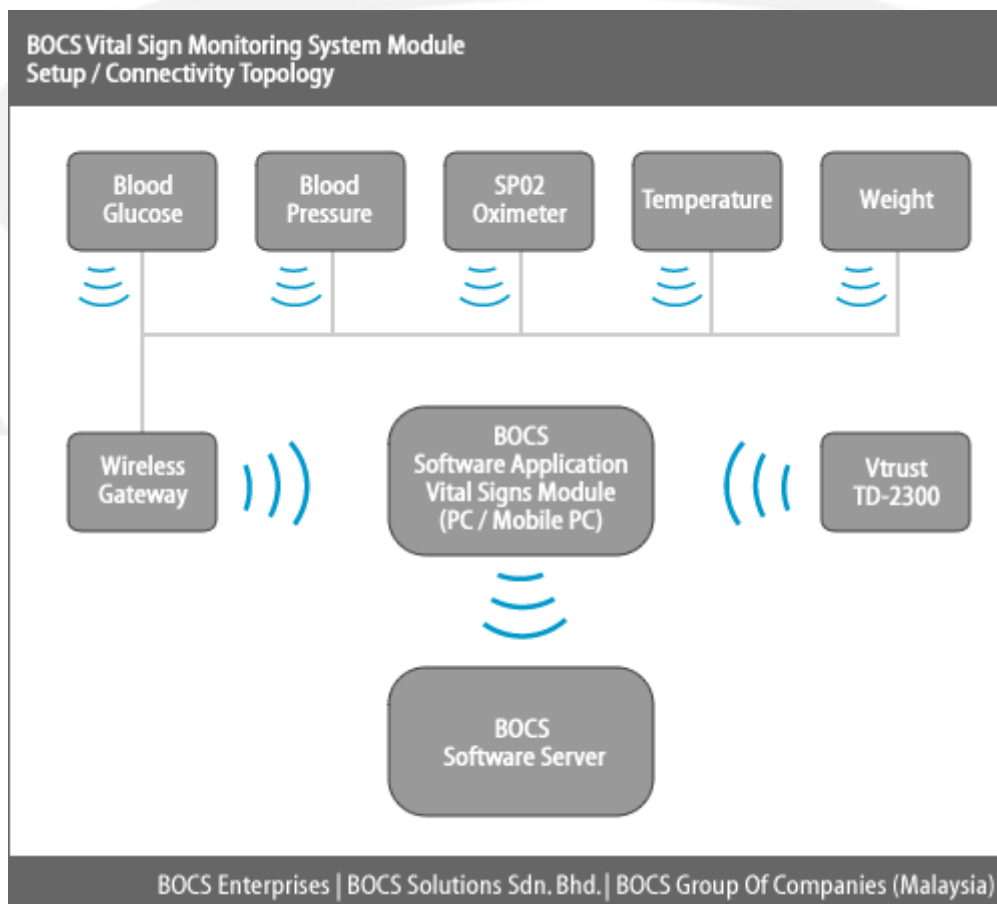 BOCS Vital Sign Monitoring System Module
Setup / Connectivity Topology
Blood
Glucose
Blood
Pressure
SP02
Oximeter
Temperature
Weight
Wireless
Gateway
BOCS
Software Application
Vital Signs Module
(PC / Mobile PC)
Vtrust
TD-2300
BOCS
Software Server
BOCS Enterprises | BOCS Solutions Sdn. Bhd. | BOCS Group Of Companies (Malaysia)